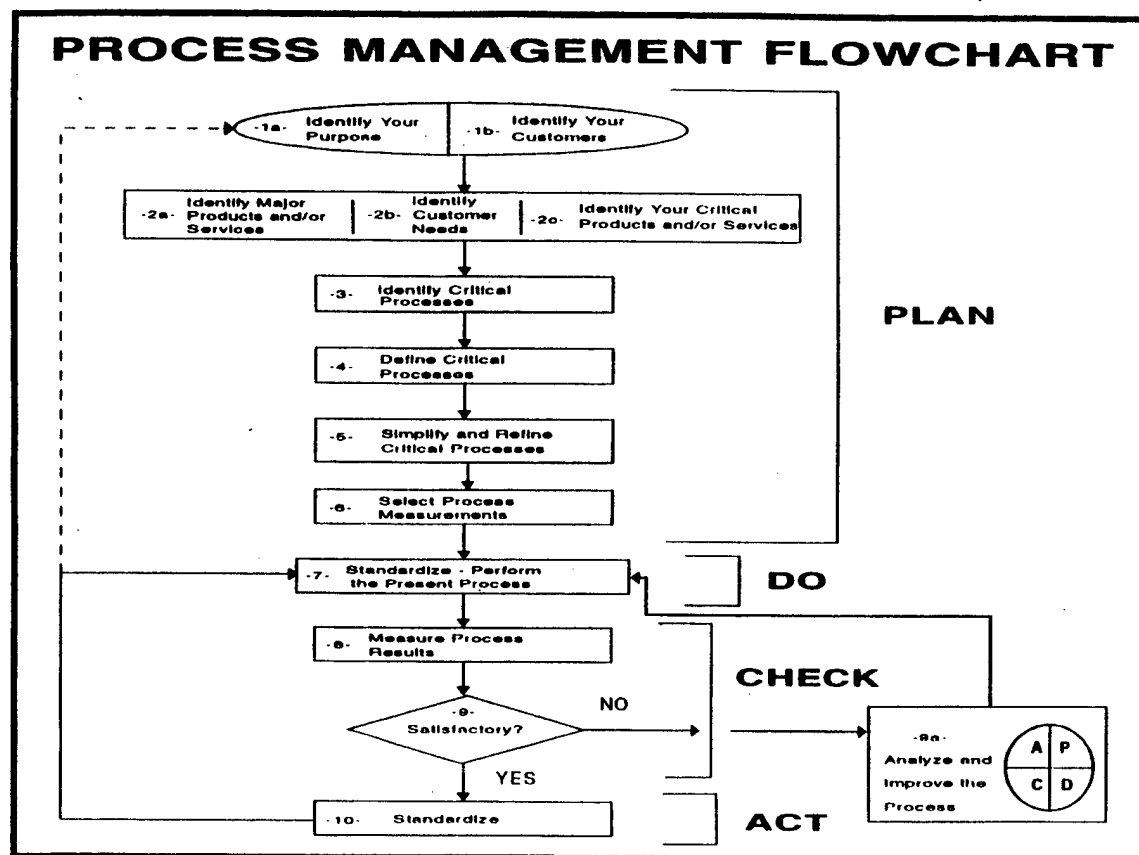 PROCESS MANAGEMENT FLOWCHART
-1a- Identify Your
Purpose
-1b- Identify Your
Customers
-2a- Identify Major
Products and/or
Services
-2b- Identify
Customer
Needs
-2c- Identify Your Critical
Products and/or Services
-3- Identify Critical
Processes
-4- Define Critical
Processes
-5- Simplify and Refine
Critical Processes
-6- Select Process
Measurements
PLAN
-7- Standardize - Perform
the Present Process
DO
-8- Measure Process
Results
CHECK
-9-
Satisfactory?
NO
YES
-9a-
Analyze and
Improve the
Process
A P
C D
-10- Standardize
ACT